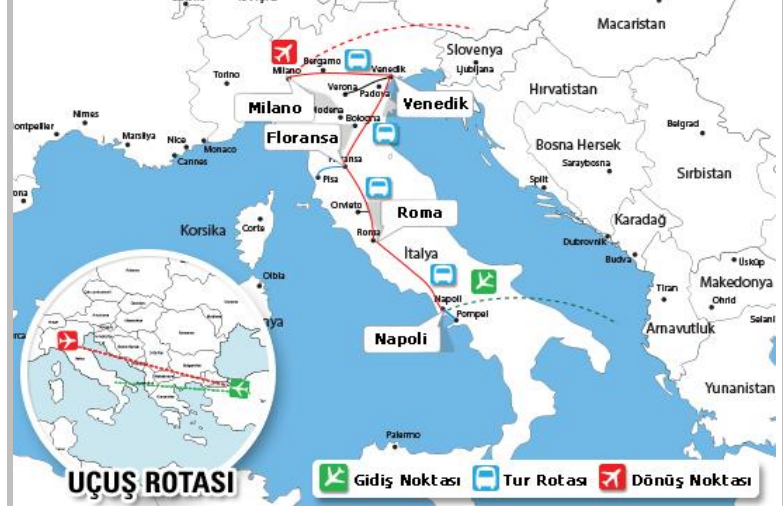 Macaristan
Slovenya
Ljubljana
Bergamo
Milano
Venedik
Torino
Verona
Padova
Hırvatistan
Milano
Venedik
Modena
Bologna
Floransa
Nimes
Montpellier
Marsilya
Nice
Monaco
Cannes
Belgrad
Bosna Hersek
Saraybosna
Sırbistan
Pisa
Split
Orvieto
Roma
Karadağ
Korsika
Corte
Roma
Dubrovnik
İtalya
Budva
Üsküp
Olbia
Tiran
Makedonya
Ohrid
Napoli
Pompei
Arnavutluk
Selani
Napoli
Yunanistan
Palermo
UÇUŞ ROTASI
Gidiş Noktası
Tur Rotası
Dönüş Noktası